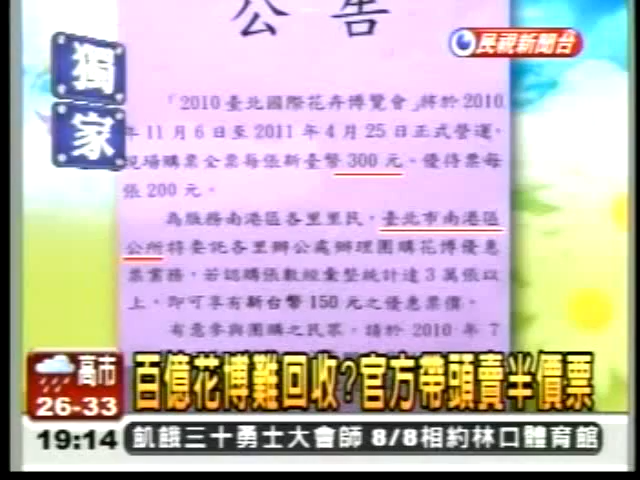 公告
民視新聞台
獨家
「2010臺北國際花卉博覽會」將於2010
年11月6日至2011年4月25日正式營運,
現場購票全票每張新臺幣300元、優待票每
張200元。
為服務南港區各里里民,臺北市南港區
公所將委託各里辦公處辦理團購花博優惠
票業務,若認購張數經彙整統計達3萬張以
上,即可享有新台幣150元之優惠票價。
有意參與團購之民眾,請於2010年7
高市
26-33
百億花博難回收?官方帶頭賣半價票
19:14
飢餓三十勇士大會師 8/8相約林口體育館